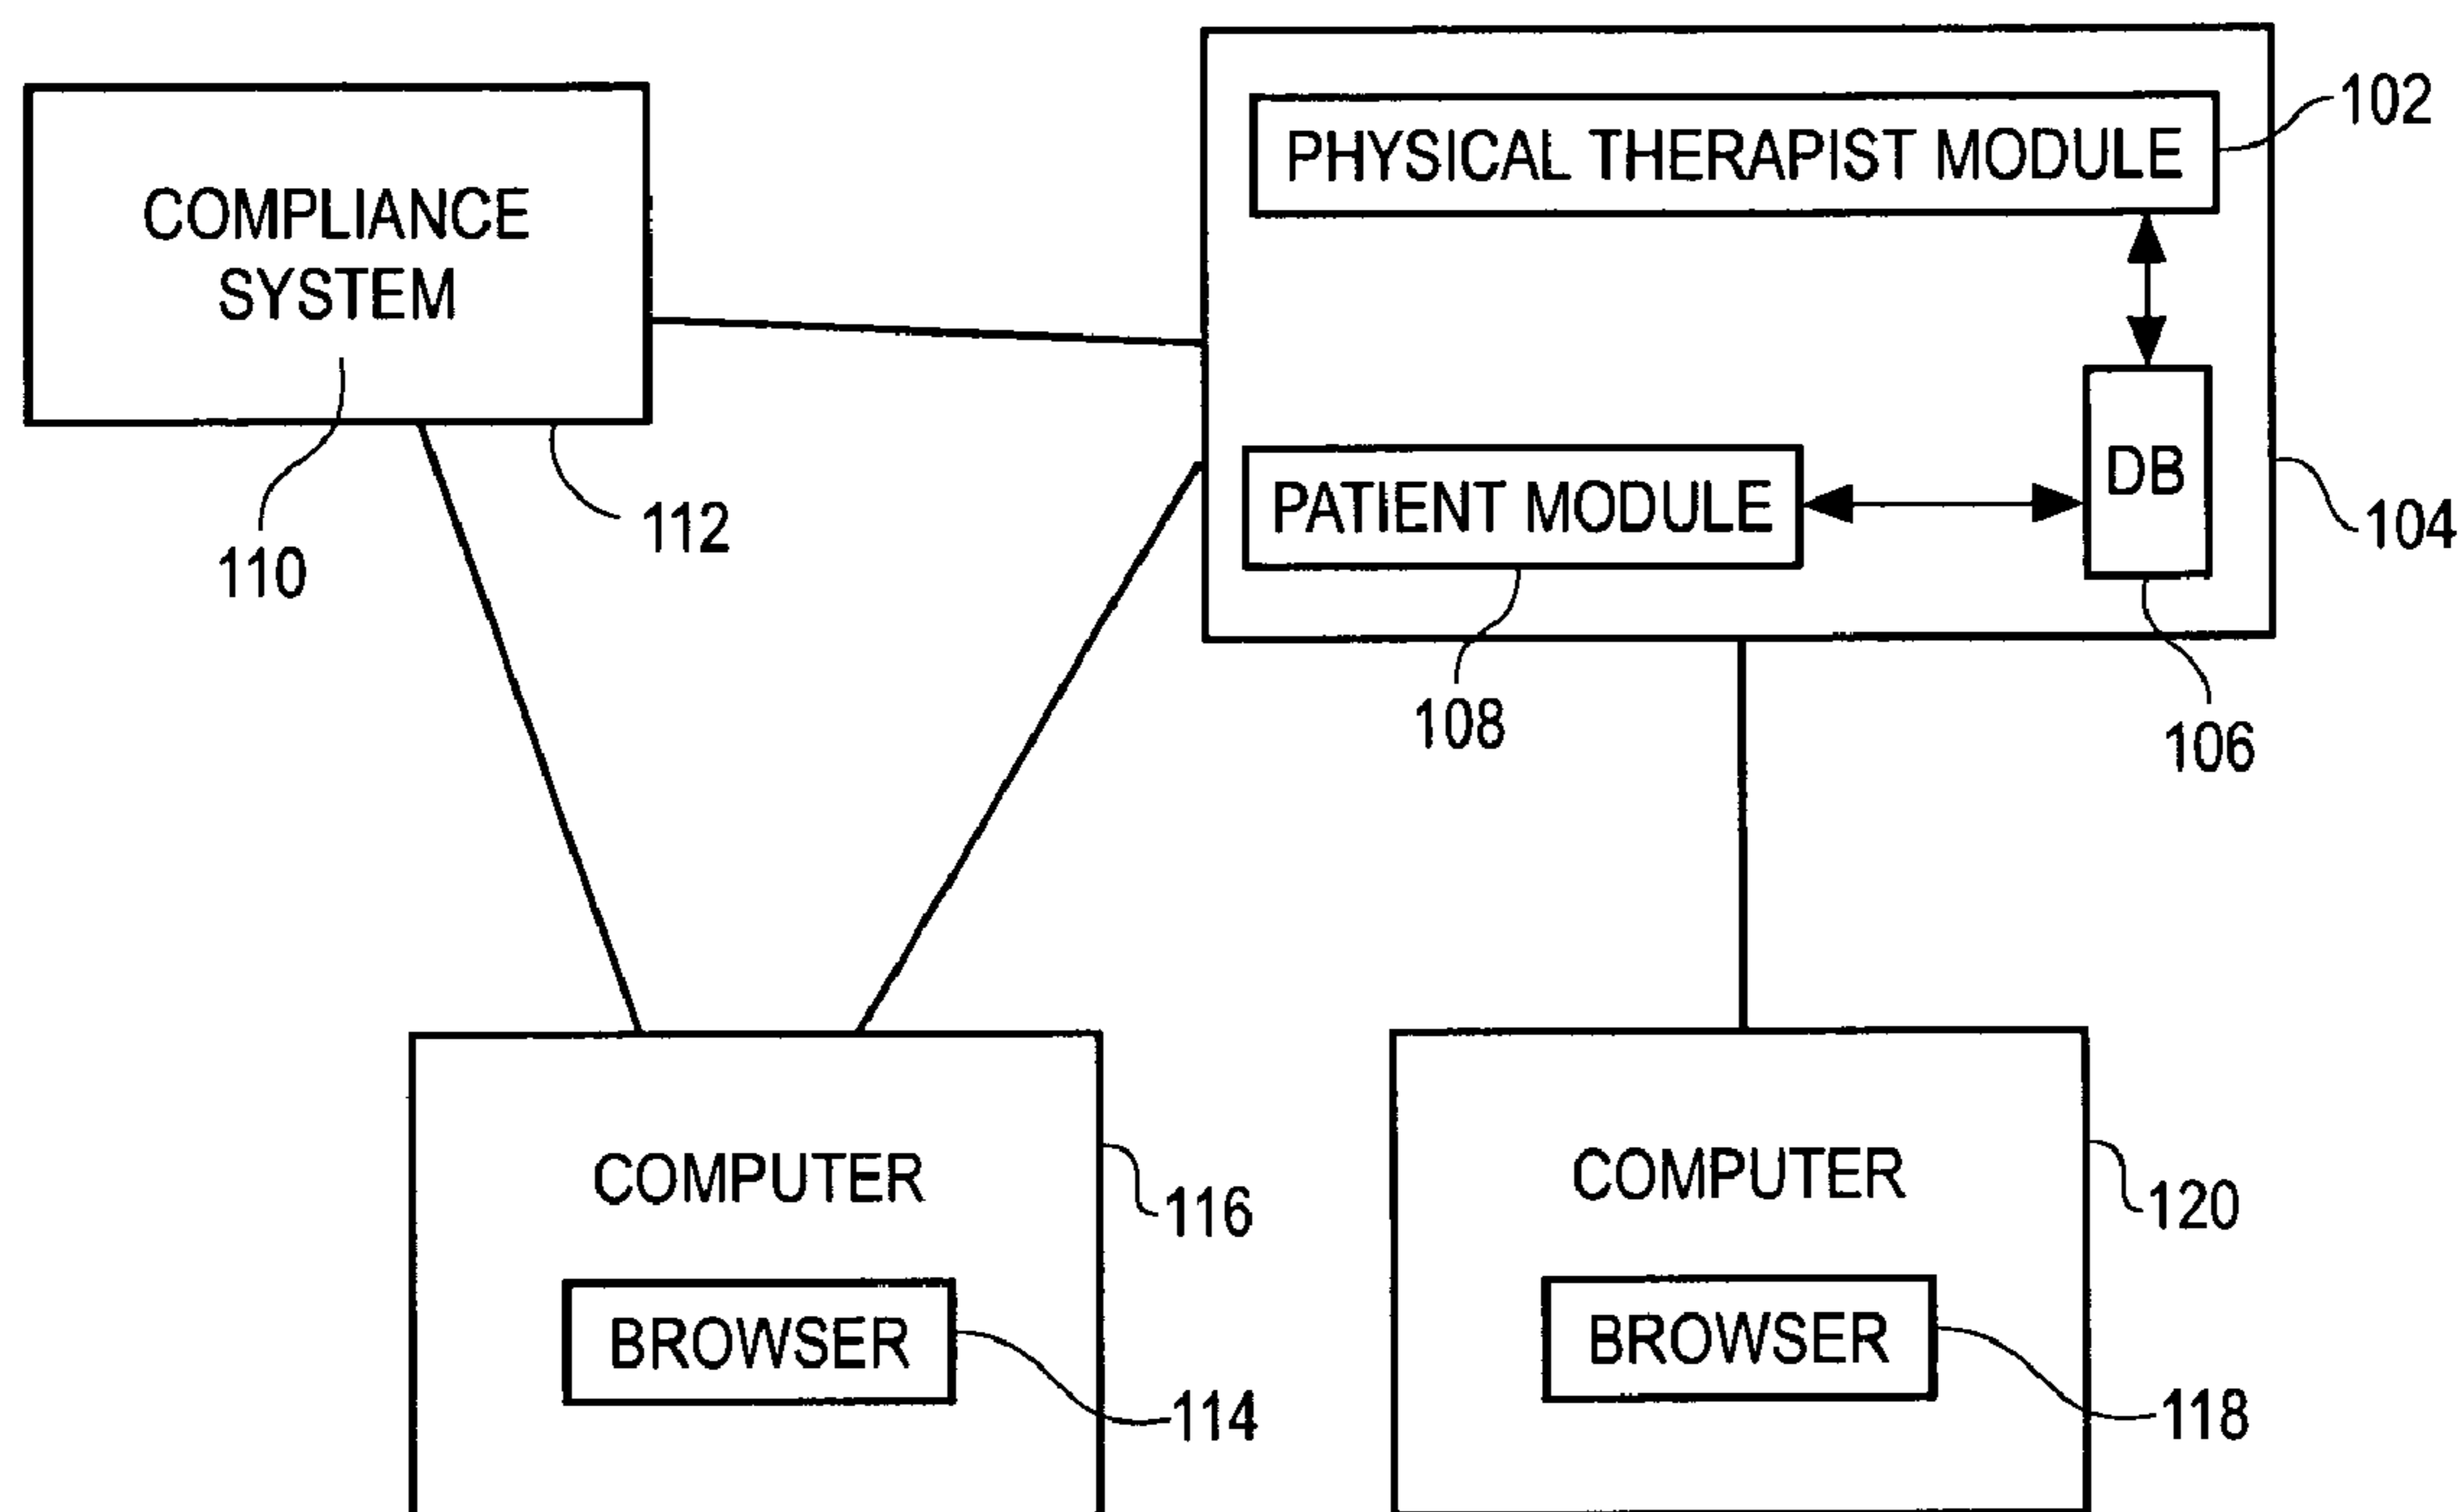 COMPLIANCE
SYSTEM
110
112
PHYSICAL THERAPIST MODULE
102
DB
PATIENT MODULE
104
108
106
COMPUTER
116
BROWSER
114
COMPUTER
120
BROWSER
118